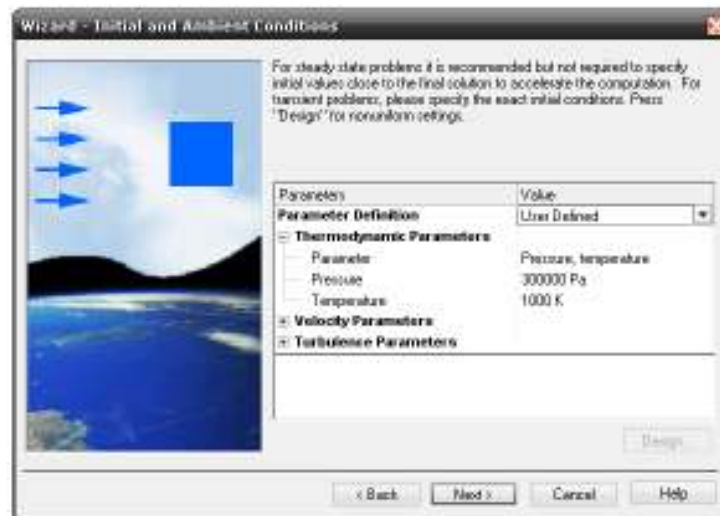 Wizard - Initial and Ambient Conditions
For steady state problems it is recommended but not required to specify
initial values close to the final solution to accelerate the computation. For
transient problems, please specify the exact initial conditions. Press
"Design" for nonuniform settings.
Parameters Value
Parameter Definition User Defined
Thermodynamic Parameters
Parameter Pressure, temperature
Pressure 300000 Pa
Temperature 1000 K
Velocity Parameters
Turbulence Parameters
Design
< Back Next > Cancel Help